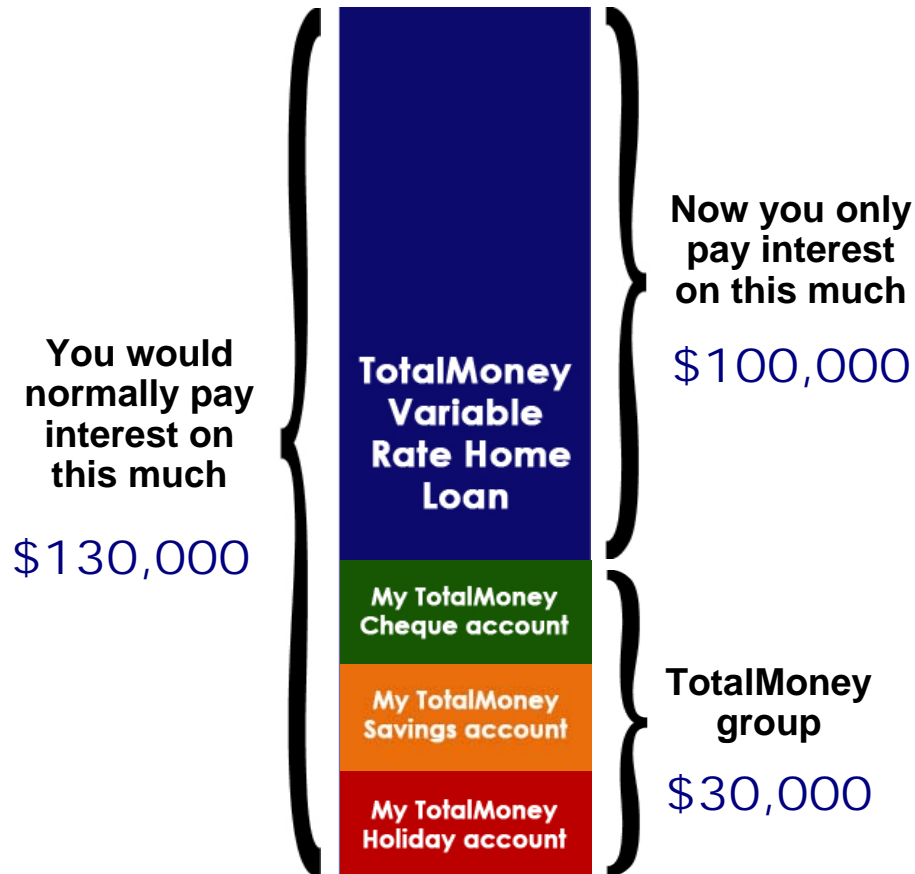 You would
normally pay
interest on
this much
$130,000
TotalMoney
Variable
Rate Home
Loan
My TotalMoney
Cheque account
My TotalMoney
Savings account
My TotalMoney
Holiday account
Now you only
pay interest
on this much
$100,000
TotalMoney
group
$30,000